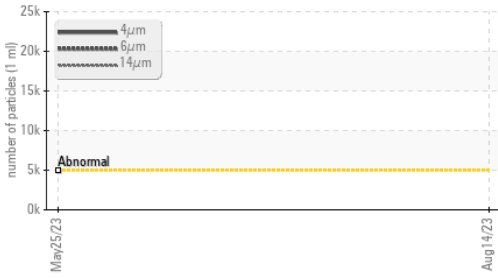 25k
20k
15k
10k
5k
0k
number of particles (1 ml)
4µm
6µm
14µm
Abnormal
May25/23
Aug14/23